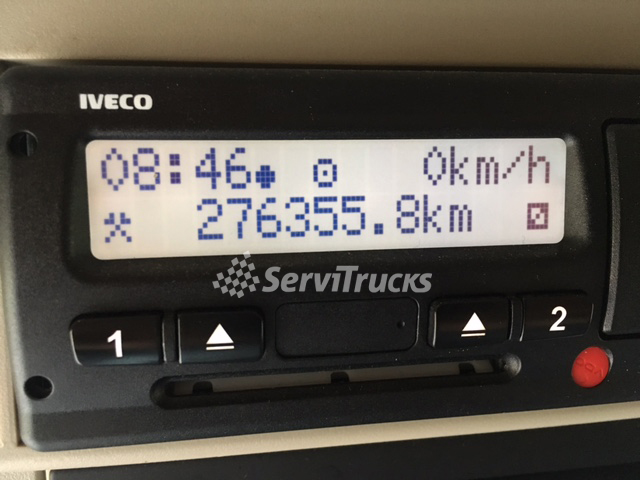 IVECO
08:46 0km/h
276355.8km
ServiTrucks
1 2